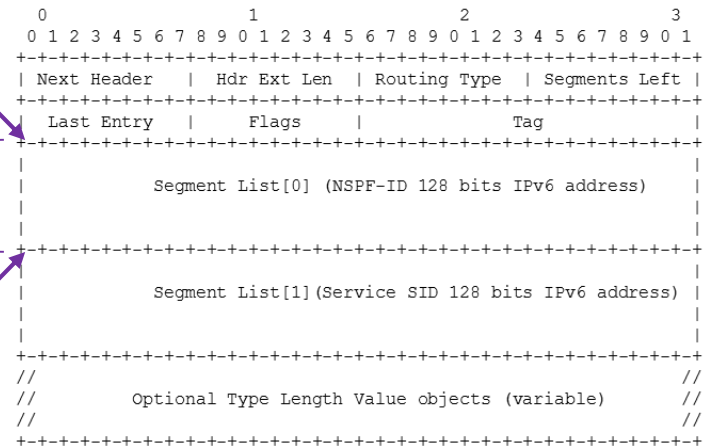 0                   1                   2                   3
 0 1 2 3 4 5 6 7 8 9 0 1 2 3 4 5 6 7 8 9 0 1 2 3 4 5 6 7 8 9 0 1
+-+-+-+-+-+-+-+-+-+-+-+-+-+-+-+-+-+-+-+-+-+-+-+-+-+-+-+-+-+-+-+-+
| Next Header   |  Hdr Ext Len  | Routing Type  | Segments Left |
+-+-+-+-+-+-+-+-+-+-+-+-+-+-+-+-+-+-+-+-+-+-+-+-+-+-+-+-+-+-+-+-+
|  Last Entry   |     Flags     |              Tag              |
+-+-+-+-+-+-+-+-+-+-+-+-+-+-+-+-+-+-+-+-+-+-+-+-+-+-+-+-+-+-+-+-+
|                                                               |
|            Segment List[0] (NSPF-ID 128 bits IPv6 address)    |
|                                                               |
|                                                               |
+-+-+-+-+-+-+-+-+-+-+-+-+-+-+-+-+-+-+-+-+-+-+-+-+-+-+-+-+-+-+-+-+
|                                                               |
|            Segment List[1](Service SID 128 bits IPv6 address) |
|                                                               |
|                                                               |
+-+-+-+-+-+-+-+-+-+-+-+-+-+-+-+-+-+-+-+-+-+-+-+-+-+-+-+-+-+-+-+-+
//                                                             //
//         Optional Type Length Value objects (variable)       //
//                                                             //
+-+-+-+-+-+-+-+-+-+-+-+-+-+-+-+-+-+-+-+-+-+-+-+-+-+-+-+-+-+-+-+-+